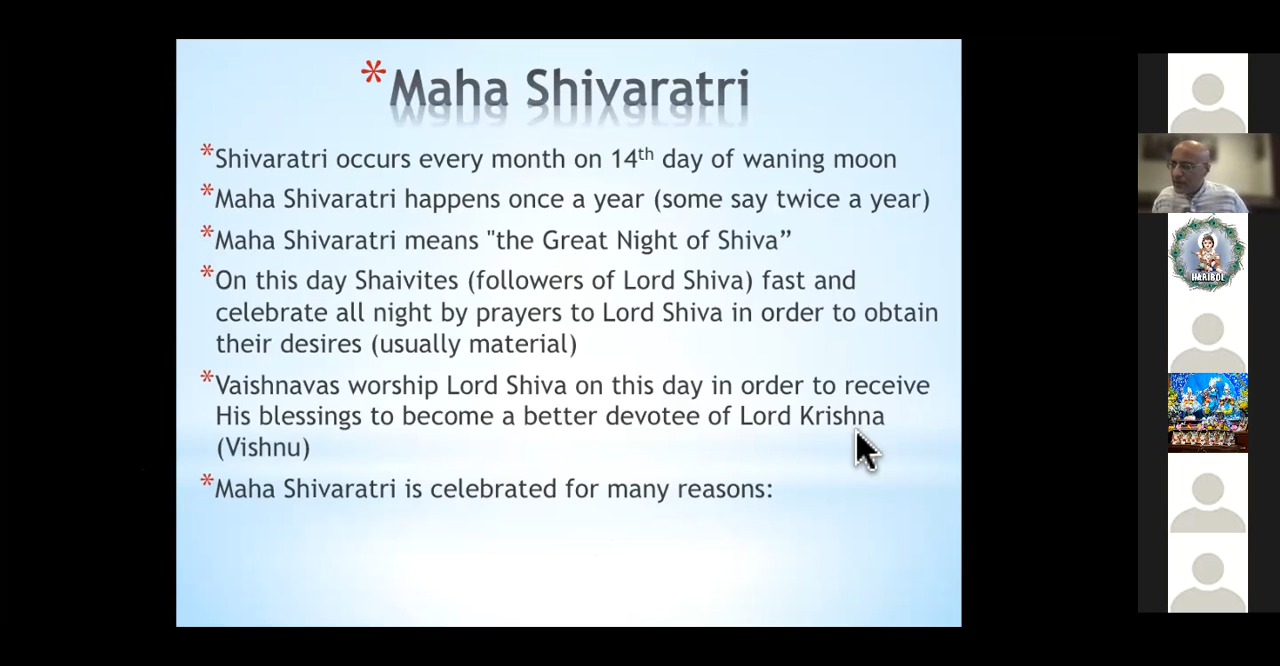 *Maha Shivaratri
*Shivaratri occurs every month on 14th day of waning moon
*Maha Shivaratri happens once a year (some say twice a year)
*Maha Shivaratri means "the Great Night of Shiva”
*On this day Shaivites (followers of Lord Shiva) fast and
celebrate all night by prayers to Lord Shiva in order to obtain
their desires (usually material)
*Vaishnavas worship Lord Shiva on this day in order to receive
His blessings to become a better devotee of Lord Krishna
(Vishnu)
*Maha Shivaratri is celebrated for many reasons:
HARIBOL